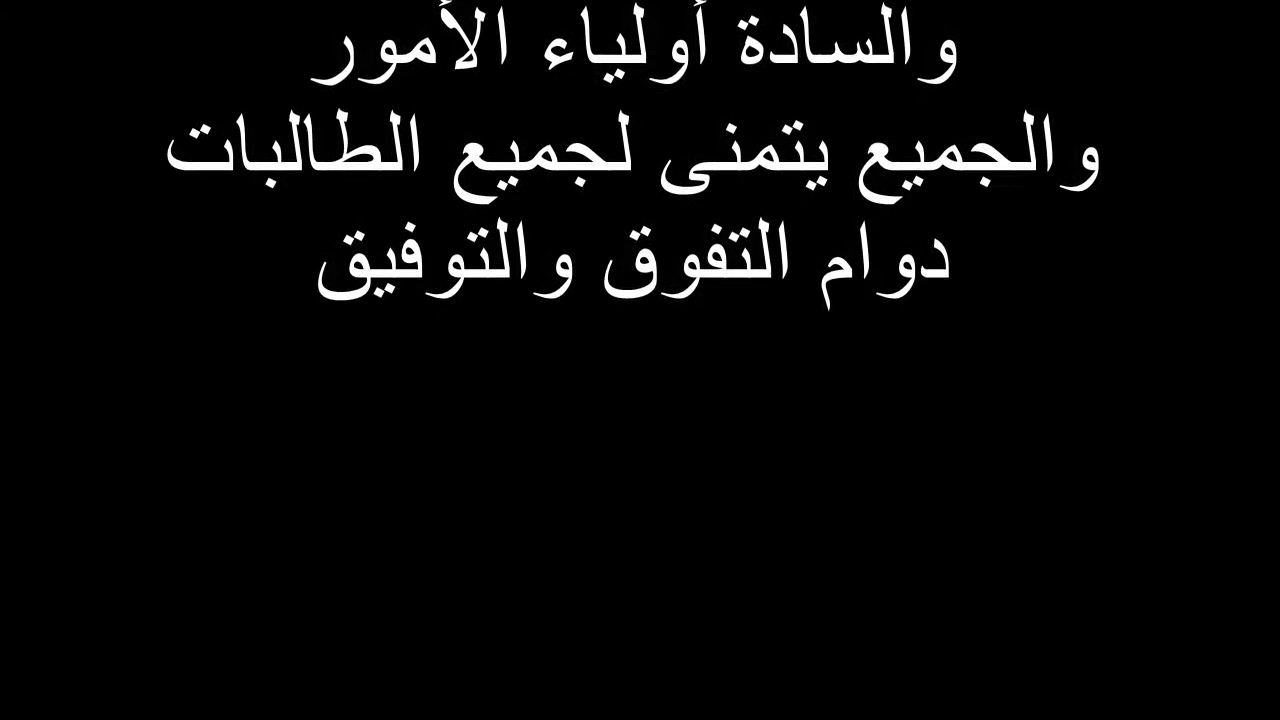 والسادة أولياء الأمور
والجميع يتمنى لجميع الطالبات
دوام التفوق والتوفيق